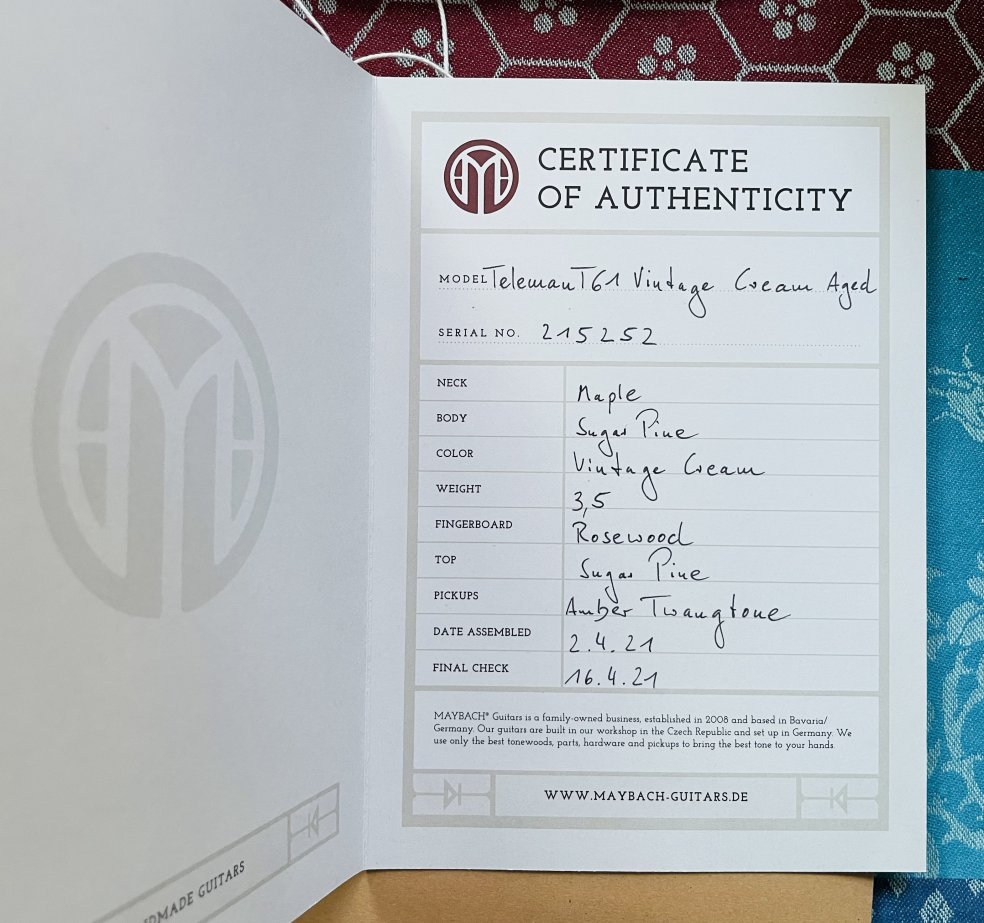 CERTIFICATE
OF AUTHENTICITY
MODEL Teleman T61 Vintage Cream Aged
SERIAL NO. 215252
NECK Maple
BODY Sugar Pine
COLOR Vintage Cream
WEIGHT 3,5
FINGERBOARD Rosewood
TOP Sugar Pine
PICKUPS Amber Twangtone
DATE ASSEMBLED 2.4.21
FINAL CHECK 16.4.21
MAYBACH® Guitars is a family-owned business, established in 2008 and based in Bavaria/
Germany. Our guitars are built in our workshop in the Czech Republic and set up in Germany. We
use only the best tonewoods, parts, hardware and pickups to bring the best tone to your hands.
WWW.MAYBACH-GUITARS.DE
DMADE GUITARS